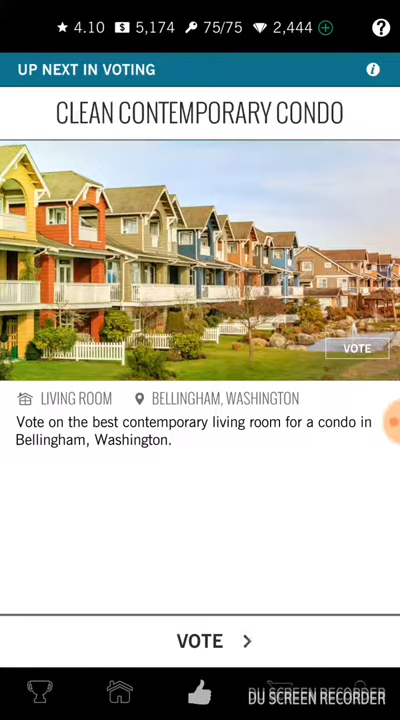 4.10 5,174 75/75 2,444
UP NEXT IN VOTING
CLEAN CONTEMPORARY CONDO
VOTE
LIVING ROOM BELLINGHAM, WASHINGTON
Vote on the best contemporary living room for a condo in
Bellingham, Washington.
VOTE
DU SCREEN RECORDER